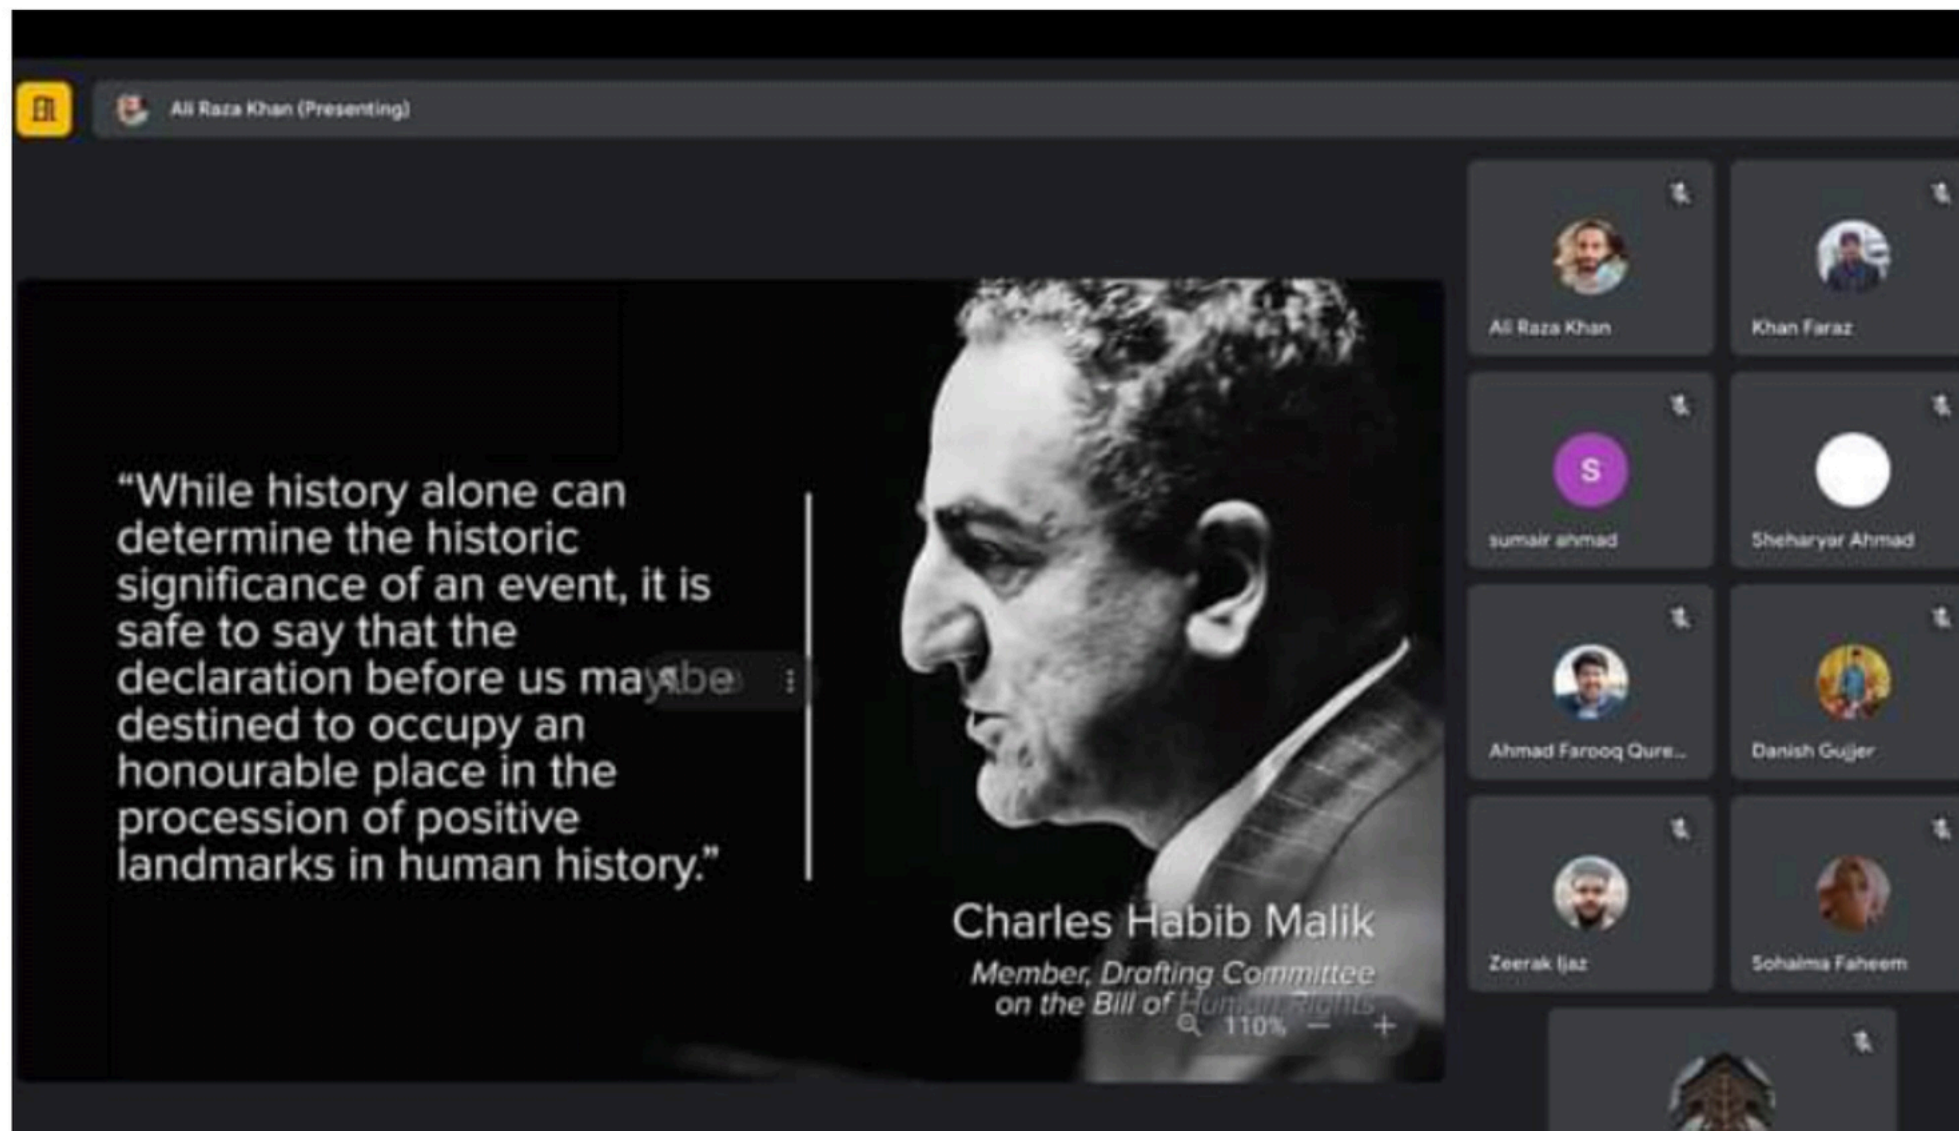 Ali Raza Khan (Presenting)
“While history alone can
determine the historic
significance of an event, it is
safe to say that the
declaration before us may be
destined to occupy an
honourable place in the
procession of positive
landmarks in human history.”
Charles Habib Malik
Member, Drafting Committee
on the Bill of Human Rights
110%
Ali Raza Khan
Khan Faraz
S
sumair ahmad
Sheharyar Ahmad
Ahmad Farooq Qure...
Danish Gujjer
Zeerak Ijaz
Sohaima Faheem